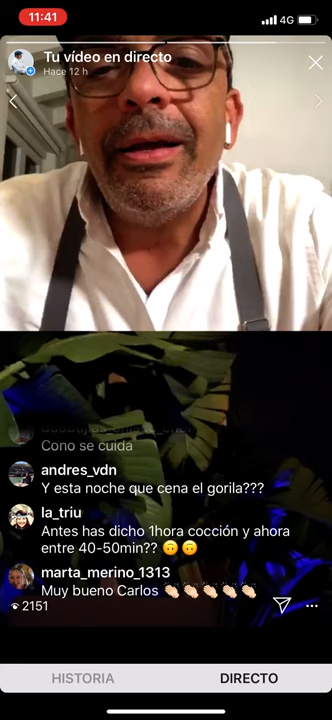 11:41
4G
Tu vídeo en directo
Hace 12 h
Cono se cuida
andres_vdn
Y esta noche que cena el gorila???
la_triu
Antes has dicho 1hora cocción y ahora
entre 40-50min?? 🙃 🙃
marta_merino_1313
Muy bueno Carlos 👏🏻👏🏻👏🏻👏🏻👏🏻
2151
HISTORIA
DIRECTO